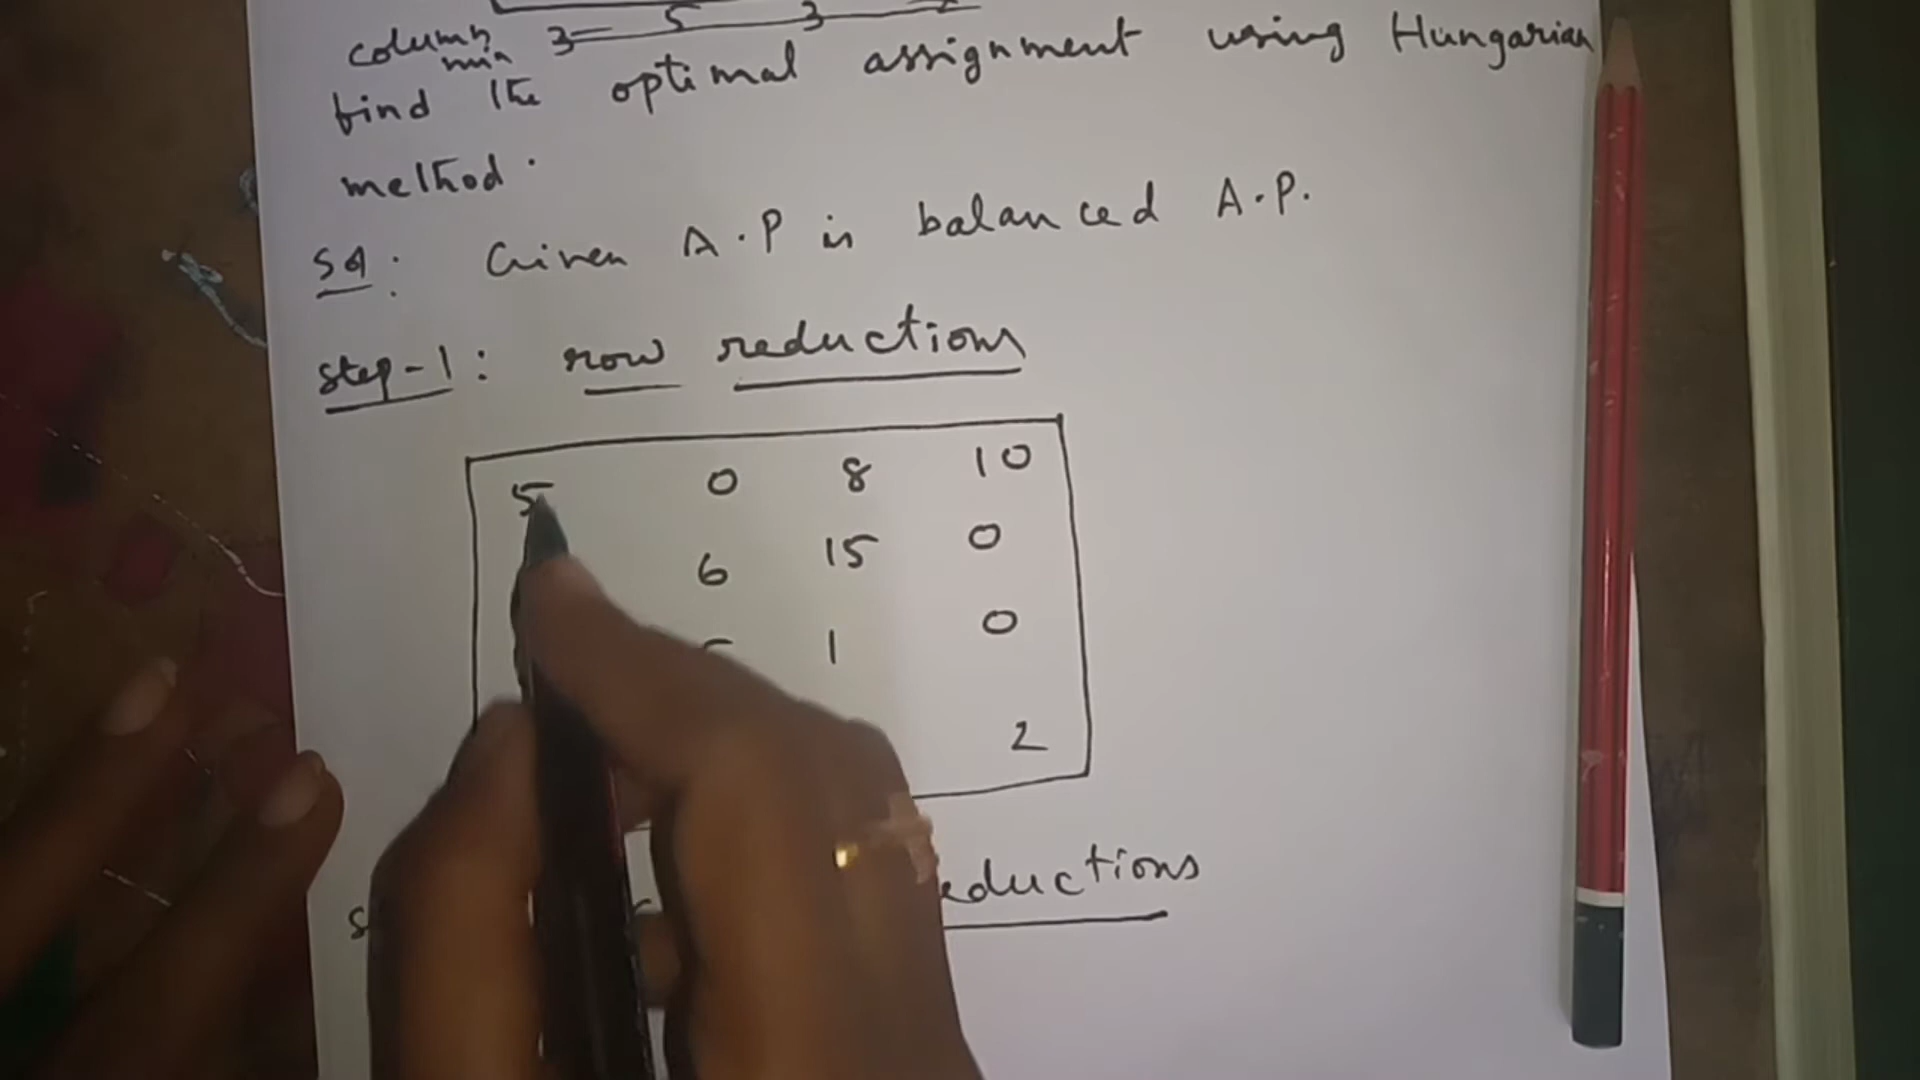 column 3 5 3
min
find the optimal assignment using Hungarian
method.
Sol: Given A.P is balanced A.P.
step-1: row reductions
5 0 8 10
6 15 0
1 0
2
eductions